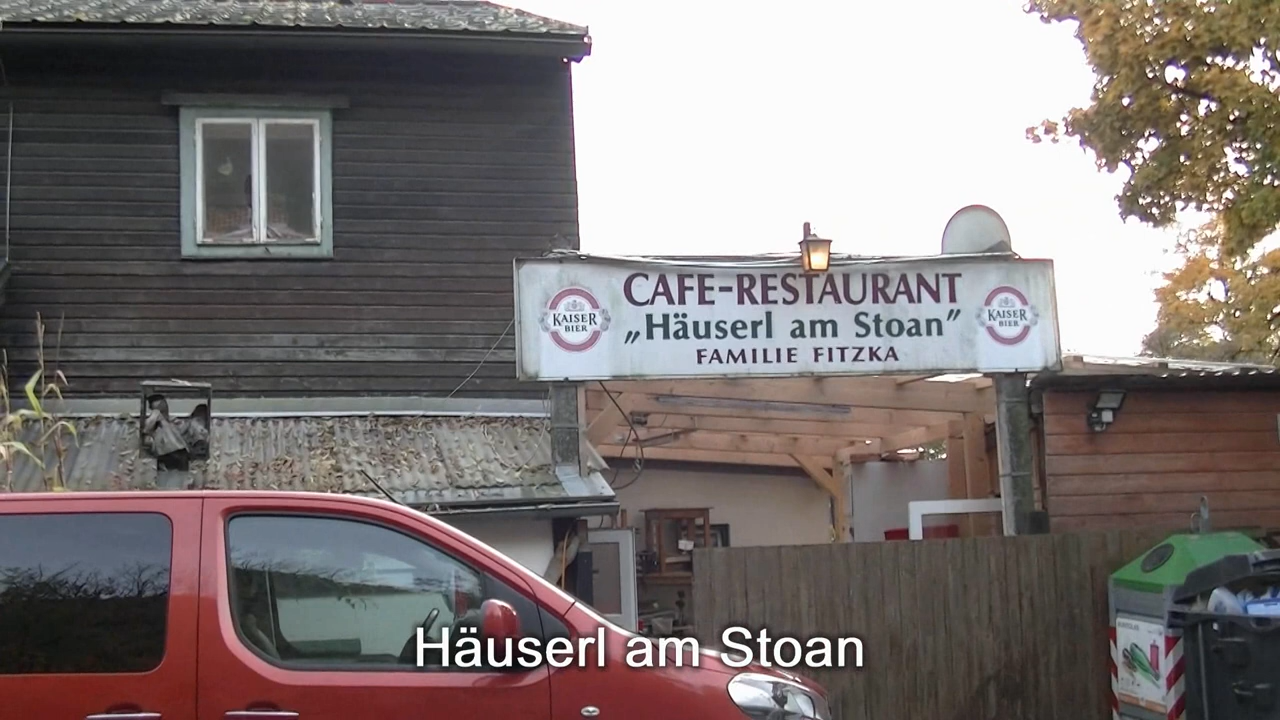 CAFE-RESTAURANT
KAISER
BIER
„Häuserl am Stoan”
KAISER
BIER
FAMILIE FITZKA
Häuserl am Stoan